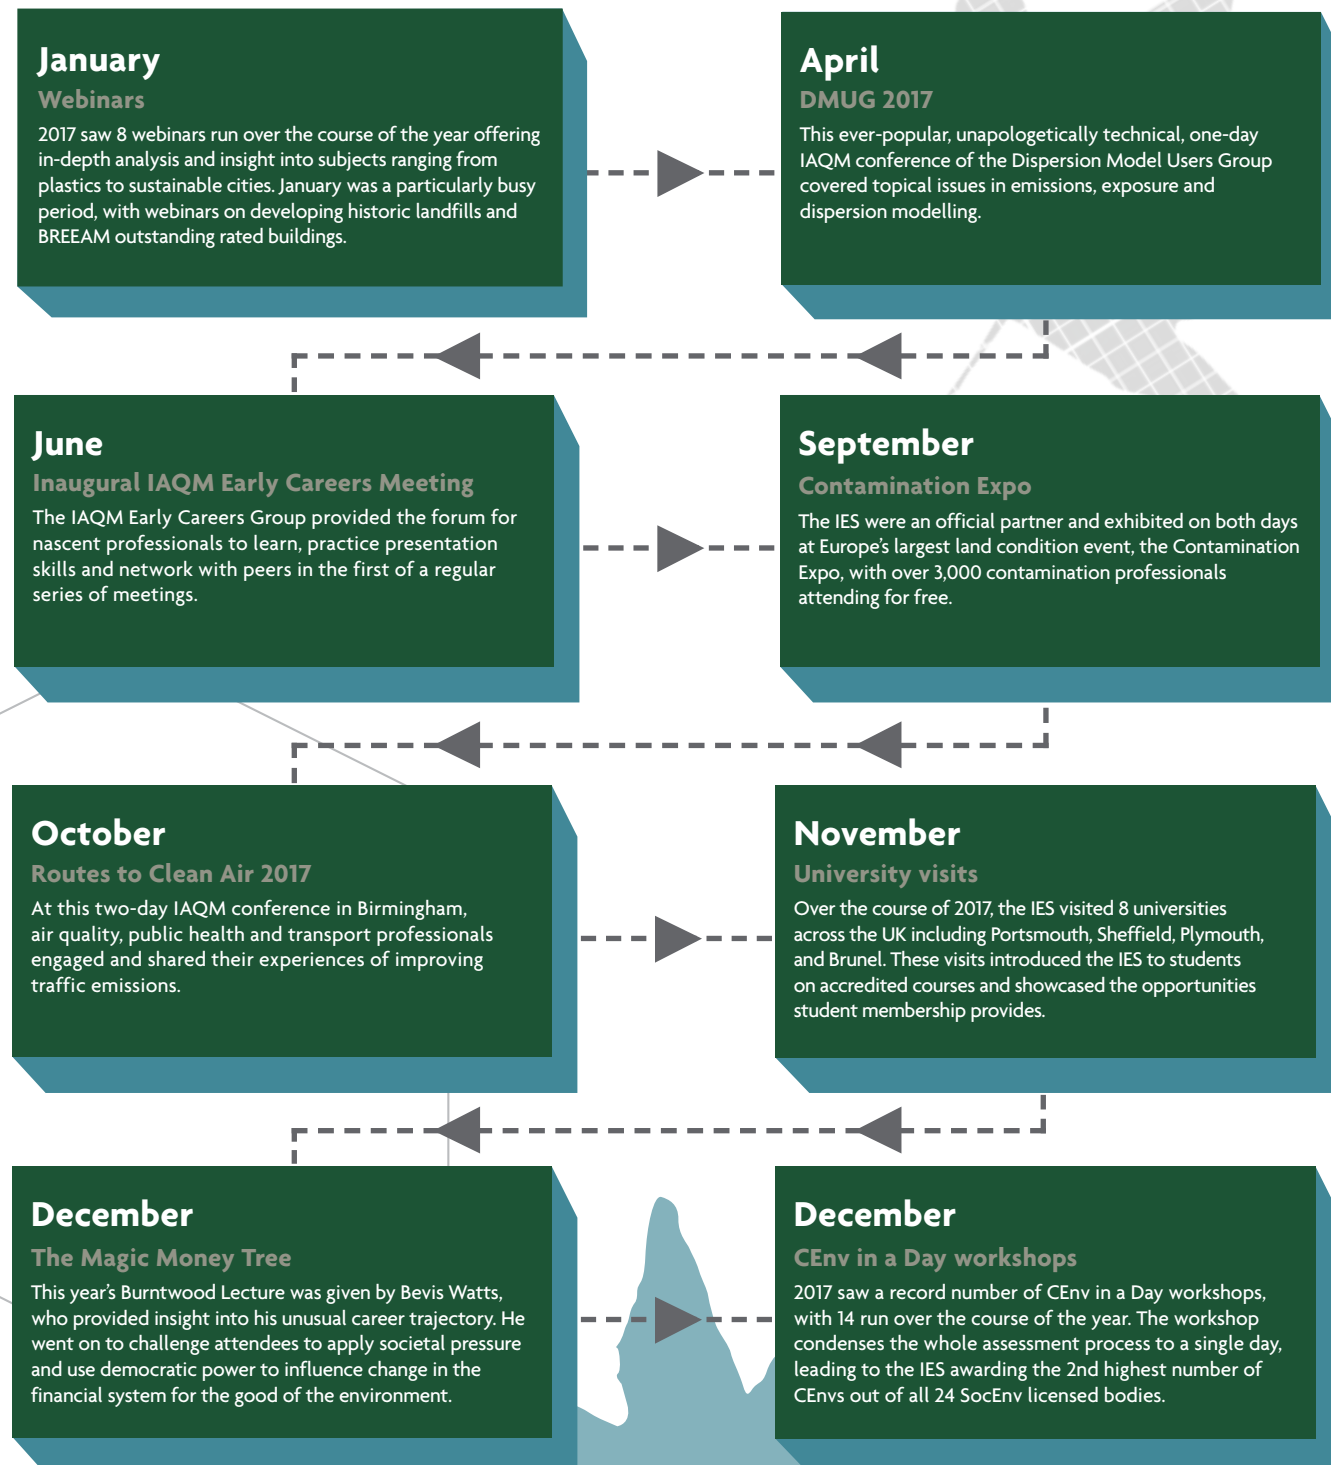 January
Webinars
2017 saw 8 webinars run over the course of the year offering
in-depth analysis and insight into subjects ranging from
plastics to sustainable cities. January was a particularly busy
period, with webinars on developing historic landfills and
BREEAM outstanding rated buildings.
April
DMUG 2017
This ever-popular, unapologetically technical, one-day
IAQM conference of the Dispersion Model Users Group
covered topical issues in emissions, exposure and
dispersion modelling.
June
Inaugural IAQM Early Careers Meeting
The IAQM Early Careers Group provided the forum for
nascent professionals to learn, practice presentation
skills and network with peers in the first of a regular
series of meetings.
September
Contamination Expo
The IES were an official partner and exhibited on both days
at Europe's largest land condition event, the Contamination
Expo, with over 3,000 contamination professionals
attending for free.
October
Routes to Clean Air 2017
At this two-day IAQM conference in Birmingham,
air quality, public health and transport professionals
engaged and shared their experiences of improving
traffic emissions.
November
University visits
Over the course of 2017, the IES visited 8 universities
across the UK including Portsmouth, Sheffield, Plymouth,
and Brunel. These visits introduced the IES to students
on accredited courses and showcased the opportunities
student membership provides.
December
The Magic Money Tree
This year's Burntwood Lecture was given by Bevis Watts,
who provided insight into his unusual career trajectory. He
went on to challenge attendees to apply societal pressure
and use democratic power to influence change in the
financial system for the good of the environment.
December
CEnv in a Day workshops
2017 saw a record number of CEnv in a Day workshops,
with 14 run over the course of the year. The workshop
condenses the whole assessment process to a single day,
leading to the IES awarding the 2nd highest number of
CEnvs out of all 24 SocEnv licensed bodies.